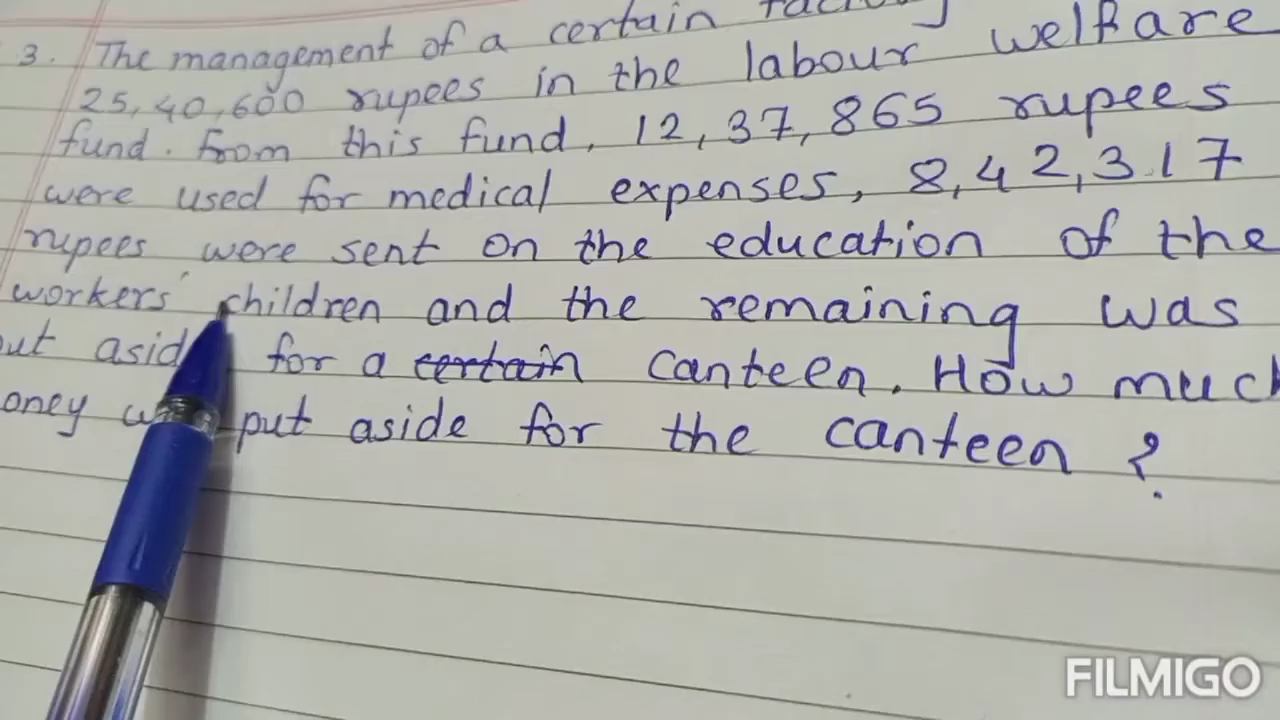 3. The management of a certain
25,40,600 rupees in the labour welfare
fund. From this fund, 12,37,865 rupees
were used for medical expenses, 8,42,317
rupees were sent on the education of the
workers' children and the remaining was
aside for a certain canteen. How much
put aside for the canteen ?
FILMIGO